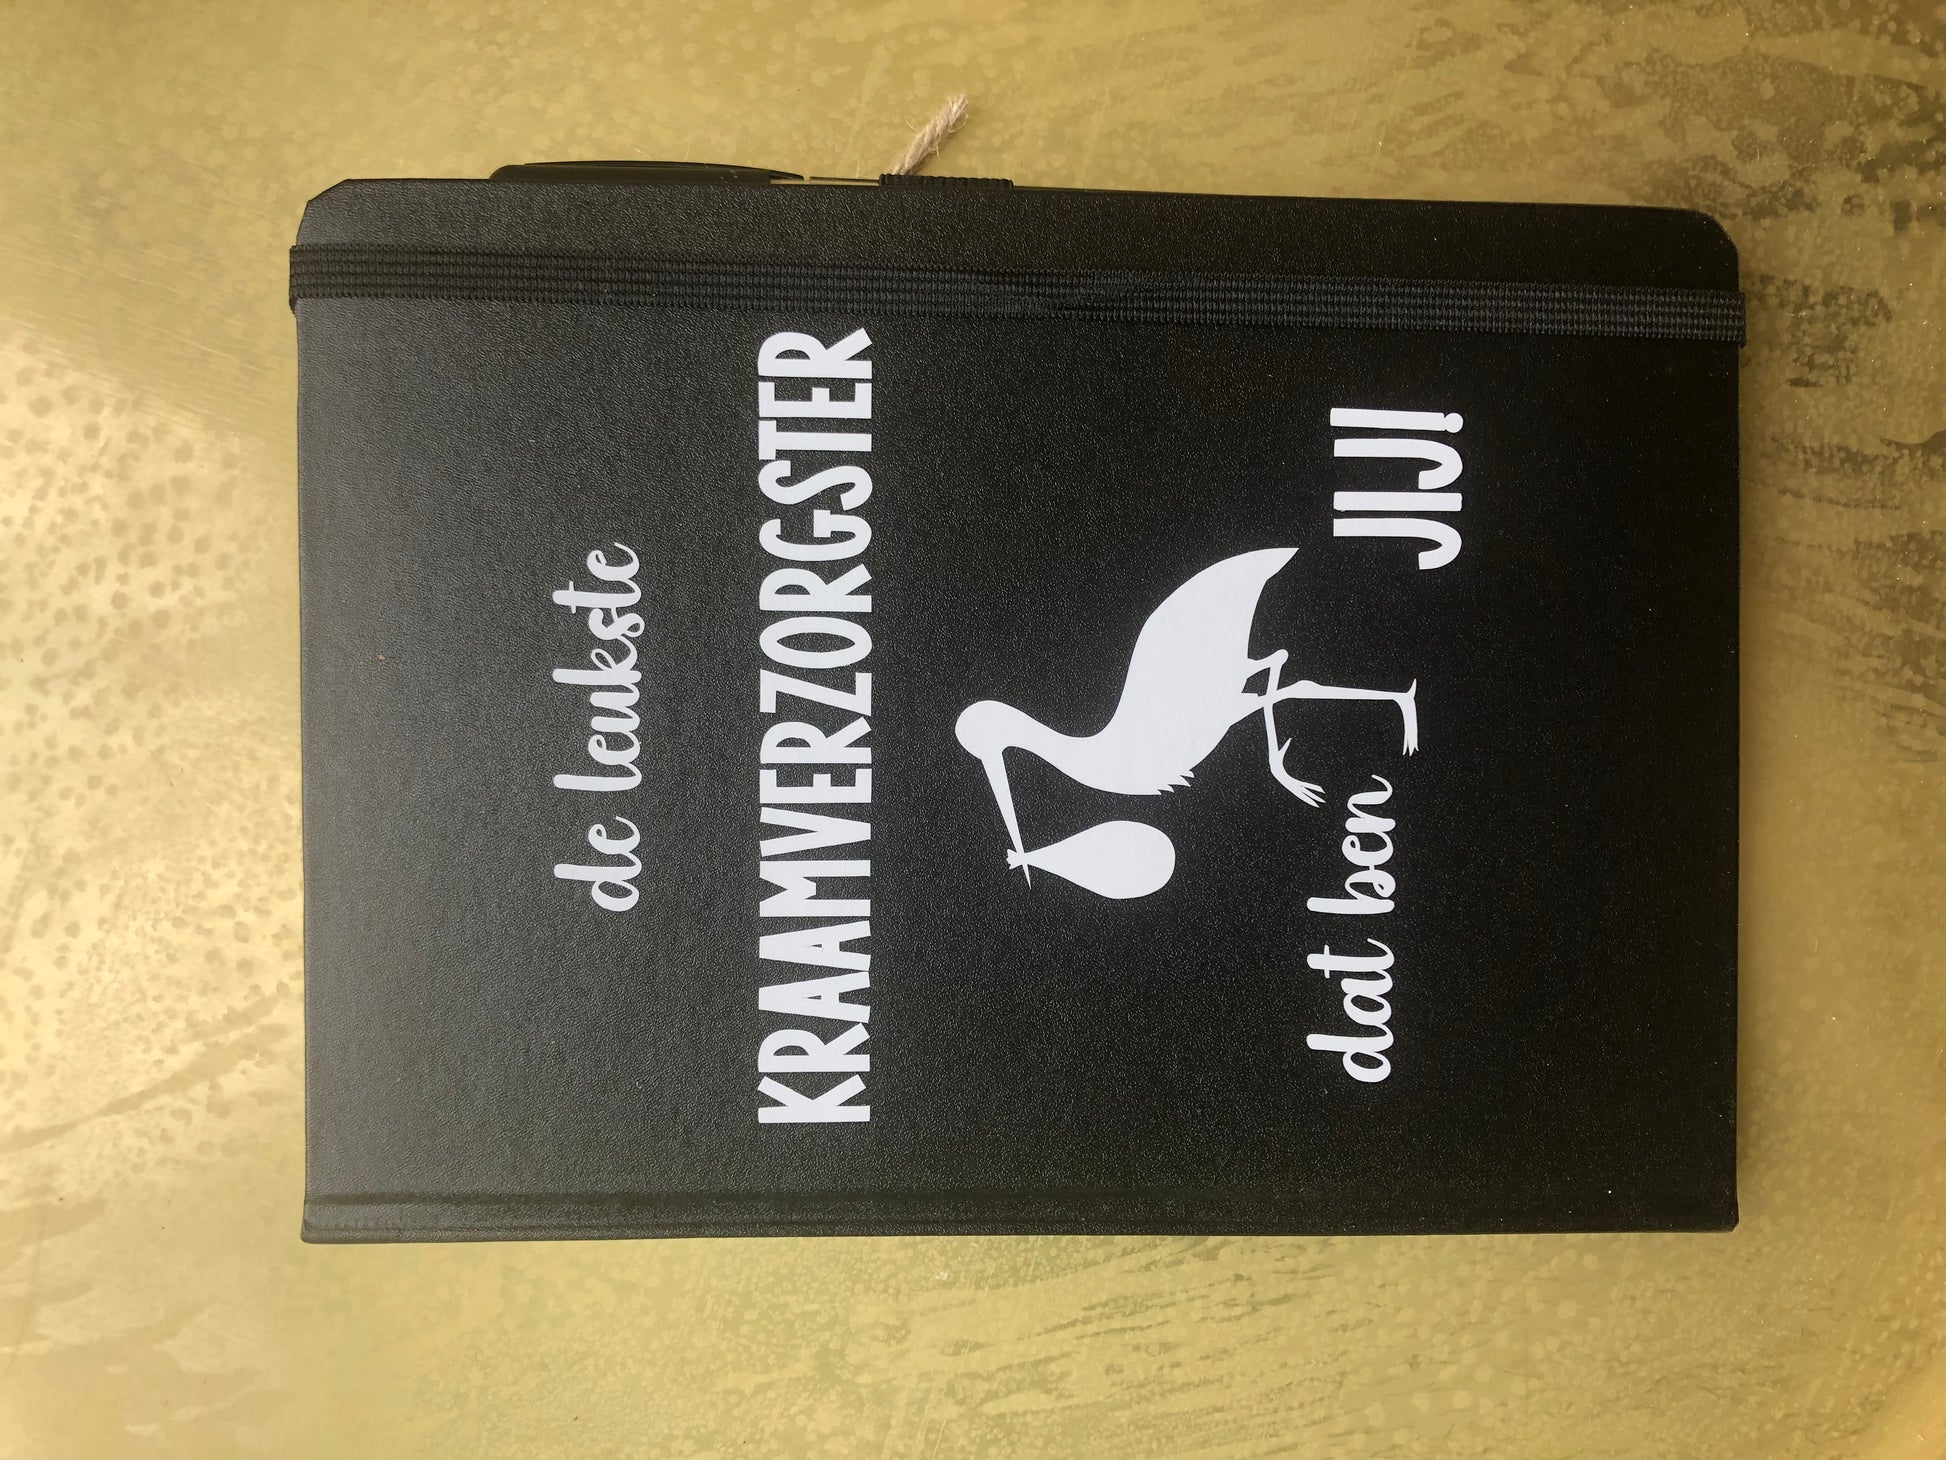 de leukste
KRAAMVERZORGSTER
dat ben JIJ!